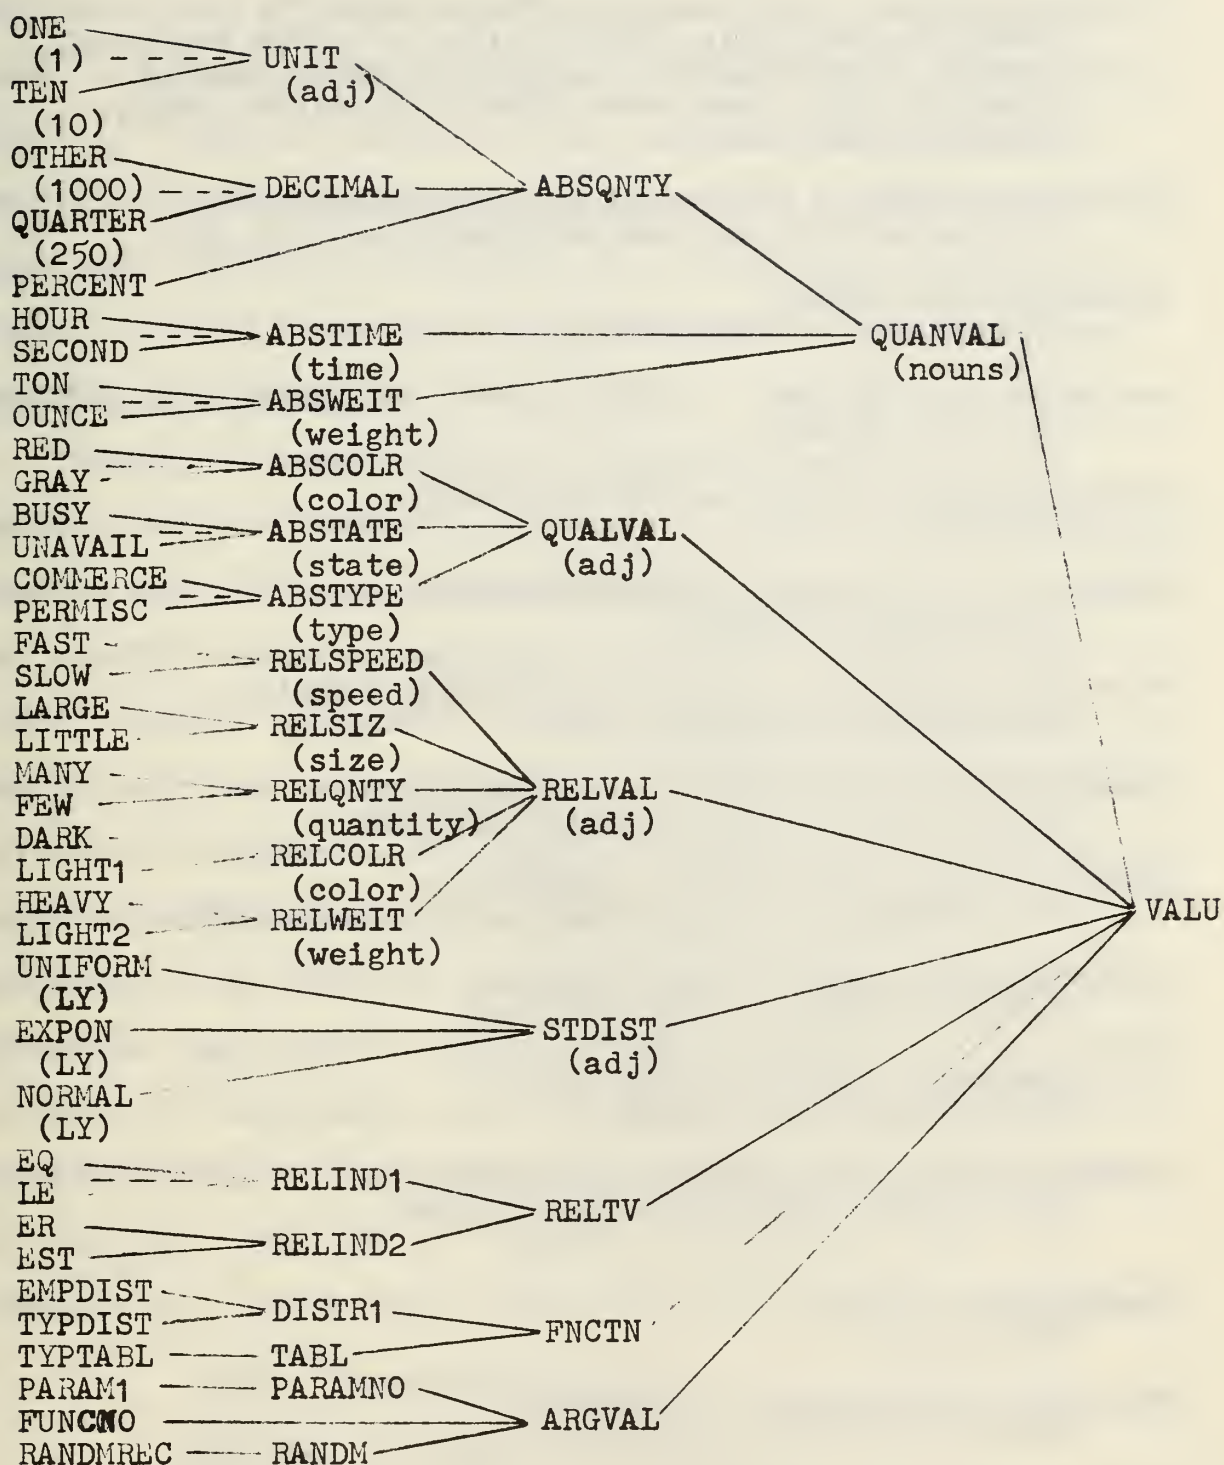 ONE
(1) UNIT
TEN (adj)
(10)
OTHER
(1000) DECIMAL ABSQNTY
QUARTER
(250)
PERCENT
HOUR
ABSTIME QUANVAL
SECOND
(time) (nouns)
TON
ABSWEIT
OUNCE
(weight)
RED
ABSCOLR
GRAY
(color)
BUSY
ABSTATE QUALVAL
UNAVAIL
(state) (adj)
COMMERCE
ABSTYPE
PERMISC
(type)
FAST
RELSPEED
SLOW
(speed)
LARGE
RELSIZ
LITTLE
(size)
MANY
RELQNTY RELVAL
FEW
(quantity) (adj)
DARK
RELCOLR
LIGHT1
(color)
HEAVY
RELWEIT VALU
LIGHT2
(weight)
UNIFORM
(LY)
EXPON STDIST
(LY) (adj)
NORMAL
(LY)
EQ
RELIND1
LE
RELTV
ER
RELIND2
EST
EMPDIST
DISTR1
TYPDIST
FNCTN
TYPTABL TABL
PARAM1 PARAMNO
FUNCNO ARGVAL
RANDMREC RANDM